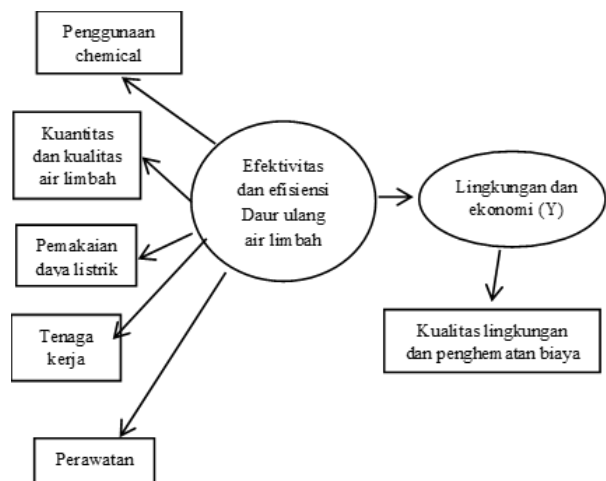 Penggunaan
chemical
Kuantitas
dan kualitas
air limbah
Pemakaian
daya listrik
Tenaga
kerja
Perawatan
Efektivitas
dan efisiensi
Daur ulang
air limbah
Lingkungan dan
ekonomi (Y)
Kualitas lingkungan
dan penghematan biaya